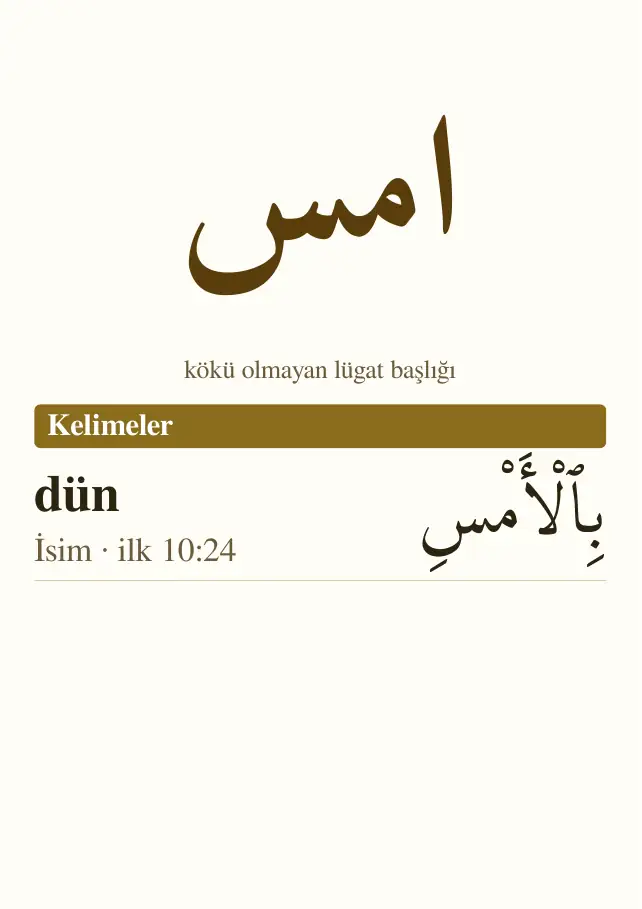 امس
kökü olmayan lügat başlığı
Kelimeler
dün
بِٱلْأَمْسِ
İsim · ilk 10:24